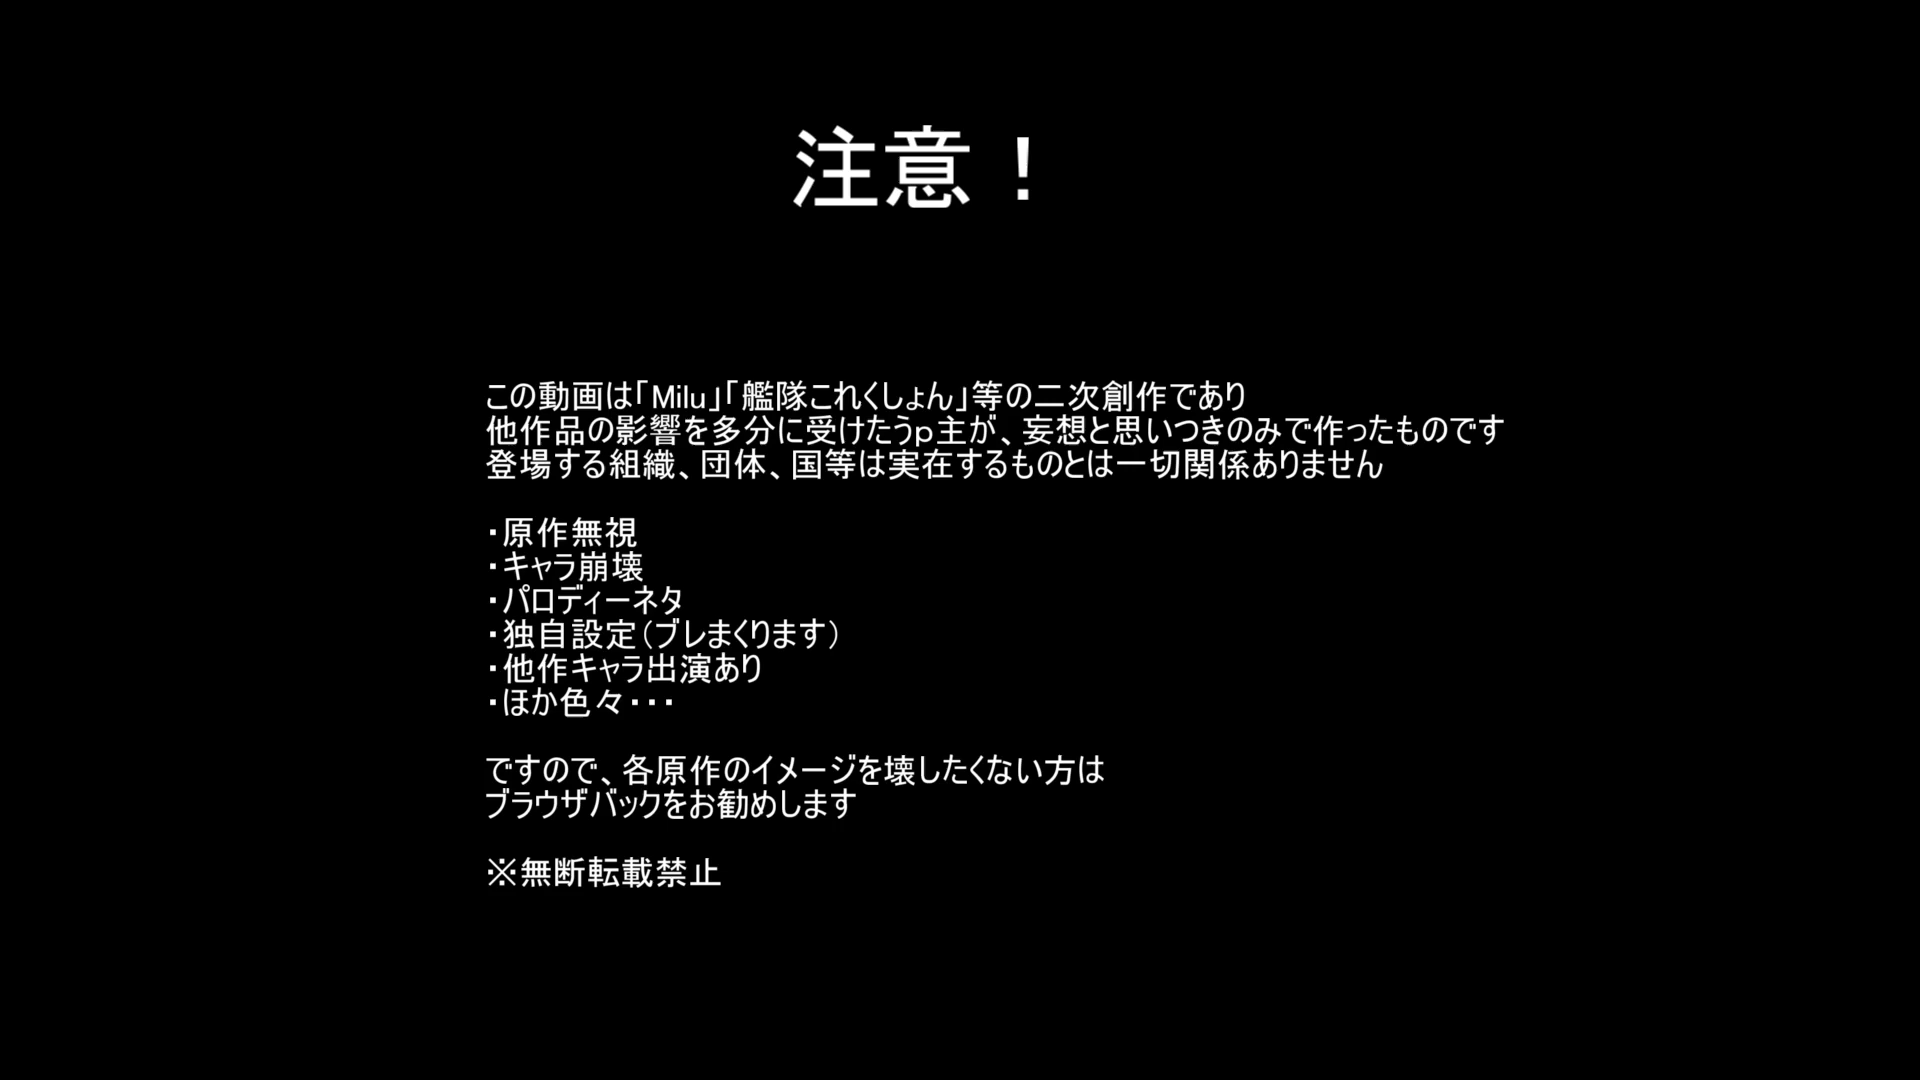 注意！
この動画は「Milu」「艦隊これくしょん」等の二次創作であり
他作品の影響を多分に受けたうp主が、妄想と思いつきのみで作ったものです
登場する組織、団体、国等は実在するものとは一切関係ありません
・原作無視
・キャラ崩壊
・パロディーネタ
・独自設定（ブレまくります）
・他作キャラ出演あり
・ほか色々・・・
ですので、各原作のイメージを壊したくない方は
ブラウザバックをお勧めします
※無断転載禁止